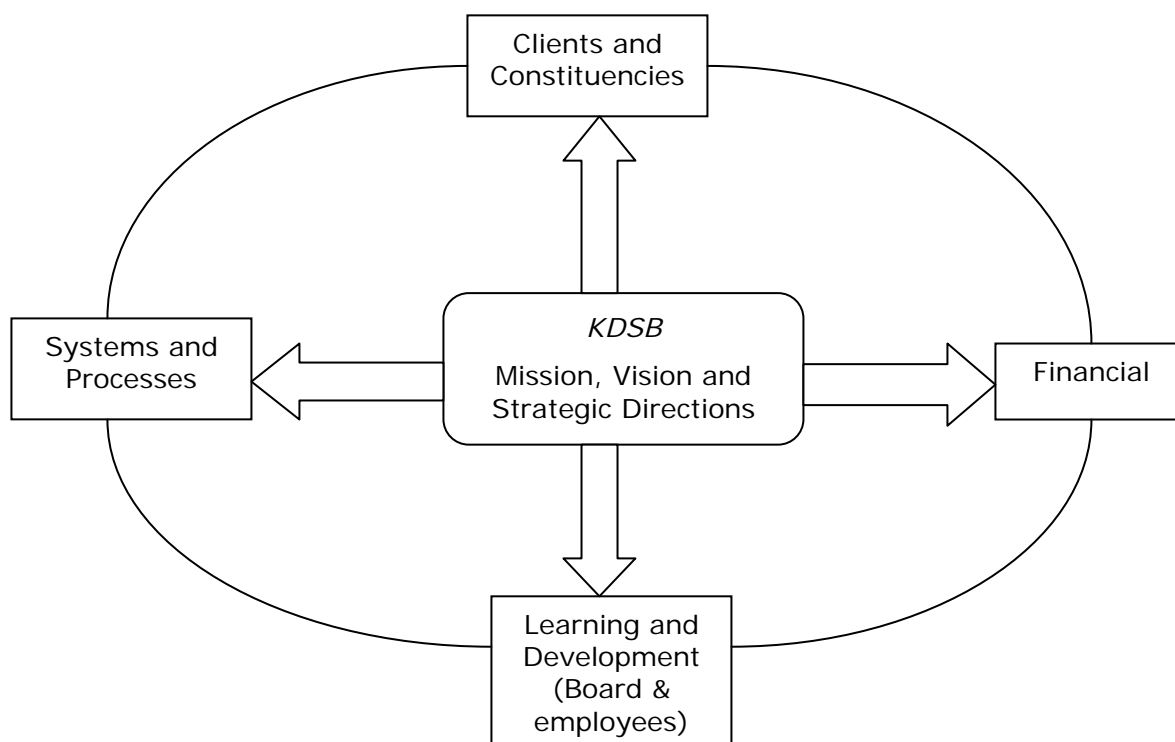 Clients and
Constituencies
Systems and
Processes
KDSB
Mission, Vision and
Strategic Directions
Financial
Learning and
Development
(Board &
employees)